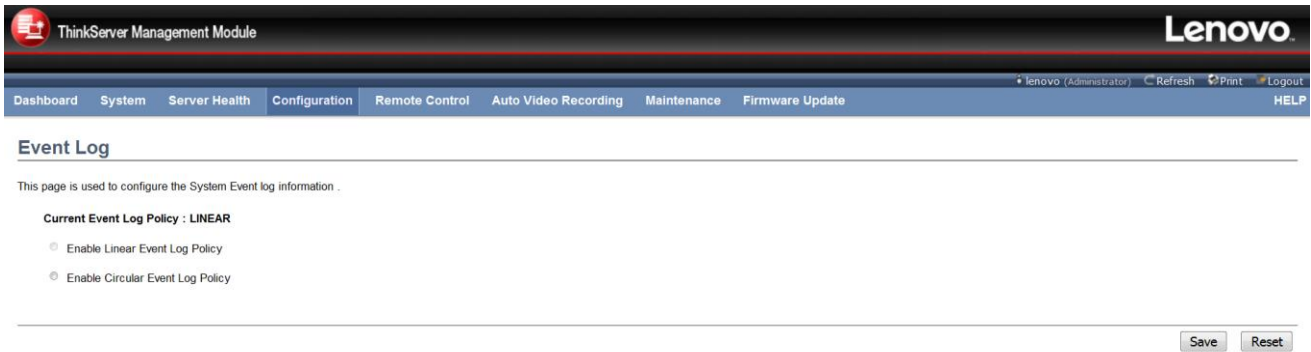 ThinkServer Management Module
Lenovo™
lenovo (Administrator) Refresh Print Logout
Dashboard System Server Health Configuration Remote Control Auto Video Recording Maintenance Firmware Update HELP
Event Log
This page is used to configure the System Event log information .
Current Event Log Policy : LINEAR
Enable Linear Event Log Policy
Enable Circular Event Log Policy
Save Reset